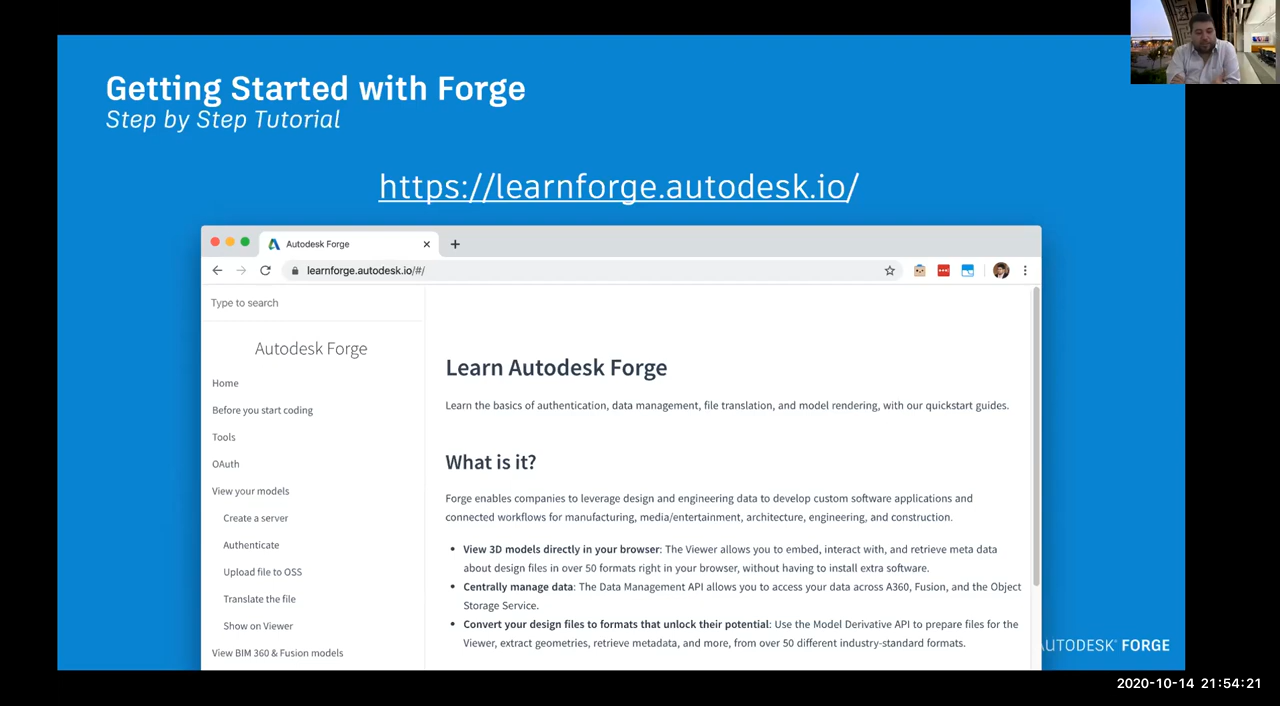 Getting Started with Forge
Step by Step Tutorial
https://learnforge.autodesk.io/
Autodesk Forge
learnforge.autodesk.io/#/
Type to search
Autodesk Forge
Home
Before you start coding
Tools
OAuth
View your models
Create a server
Authenticate
Upload file to OSS
Translate the file
Show on Viewer
View BIM 360 & Fusion models
Learn Autodesk Forge
Learn the basics of authentication, data management, file translation, and model rendering, with our quickstart guides.
What is it?
Forge enables companies to leverage design and engineering data to develop custom software applications and
connected workflows for manufacturing, media/entertainment, architecture, engineering, and construction.
• View 3D models directly in your browser: The Viewer allows you to embed, interact with, and retrieve meta data
about design files in over 50 formats right in your browser, without having to install extra software.
• Centrally manage data: The Data Management API allows you to access your data across A360, Fusion, and the Object
Storage Service.
• Convert your design files to formats that unlock their potential: Use the Model Derivative API to prepare files for the
Viewer, extract geometries, retrieve metadata, and more, from over 50 different industry-standard formats.
AUTODESK® FORGE
2020-10-14 21:54:21